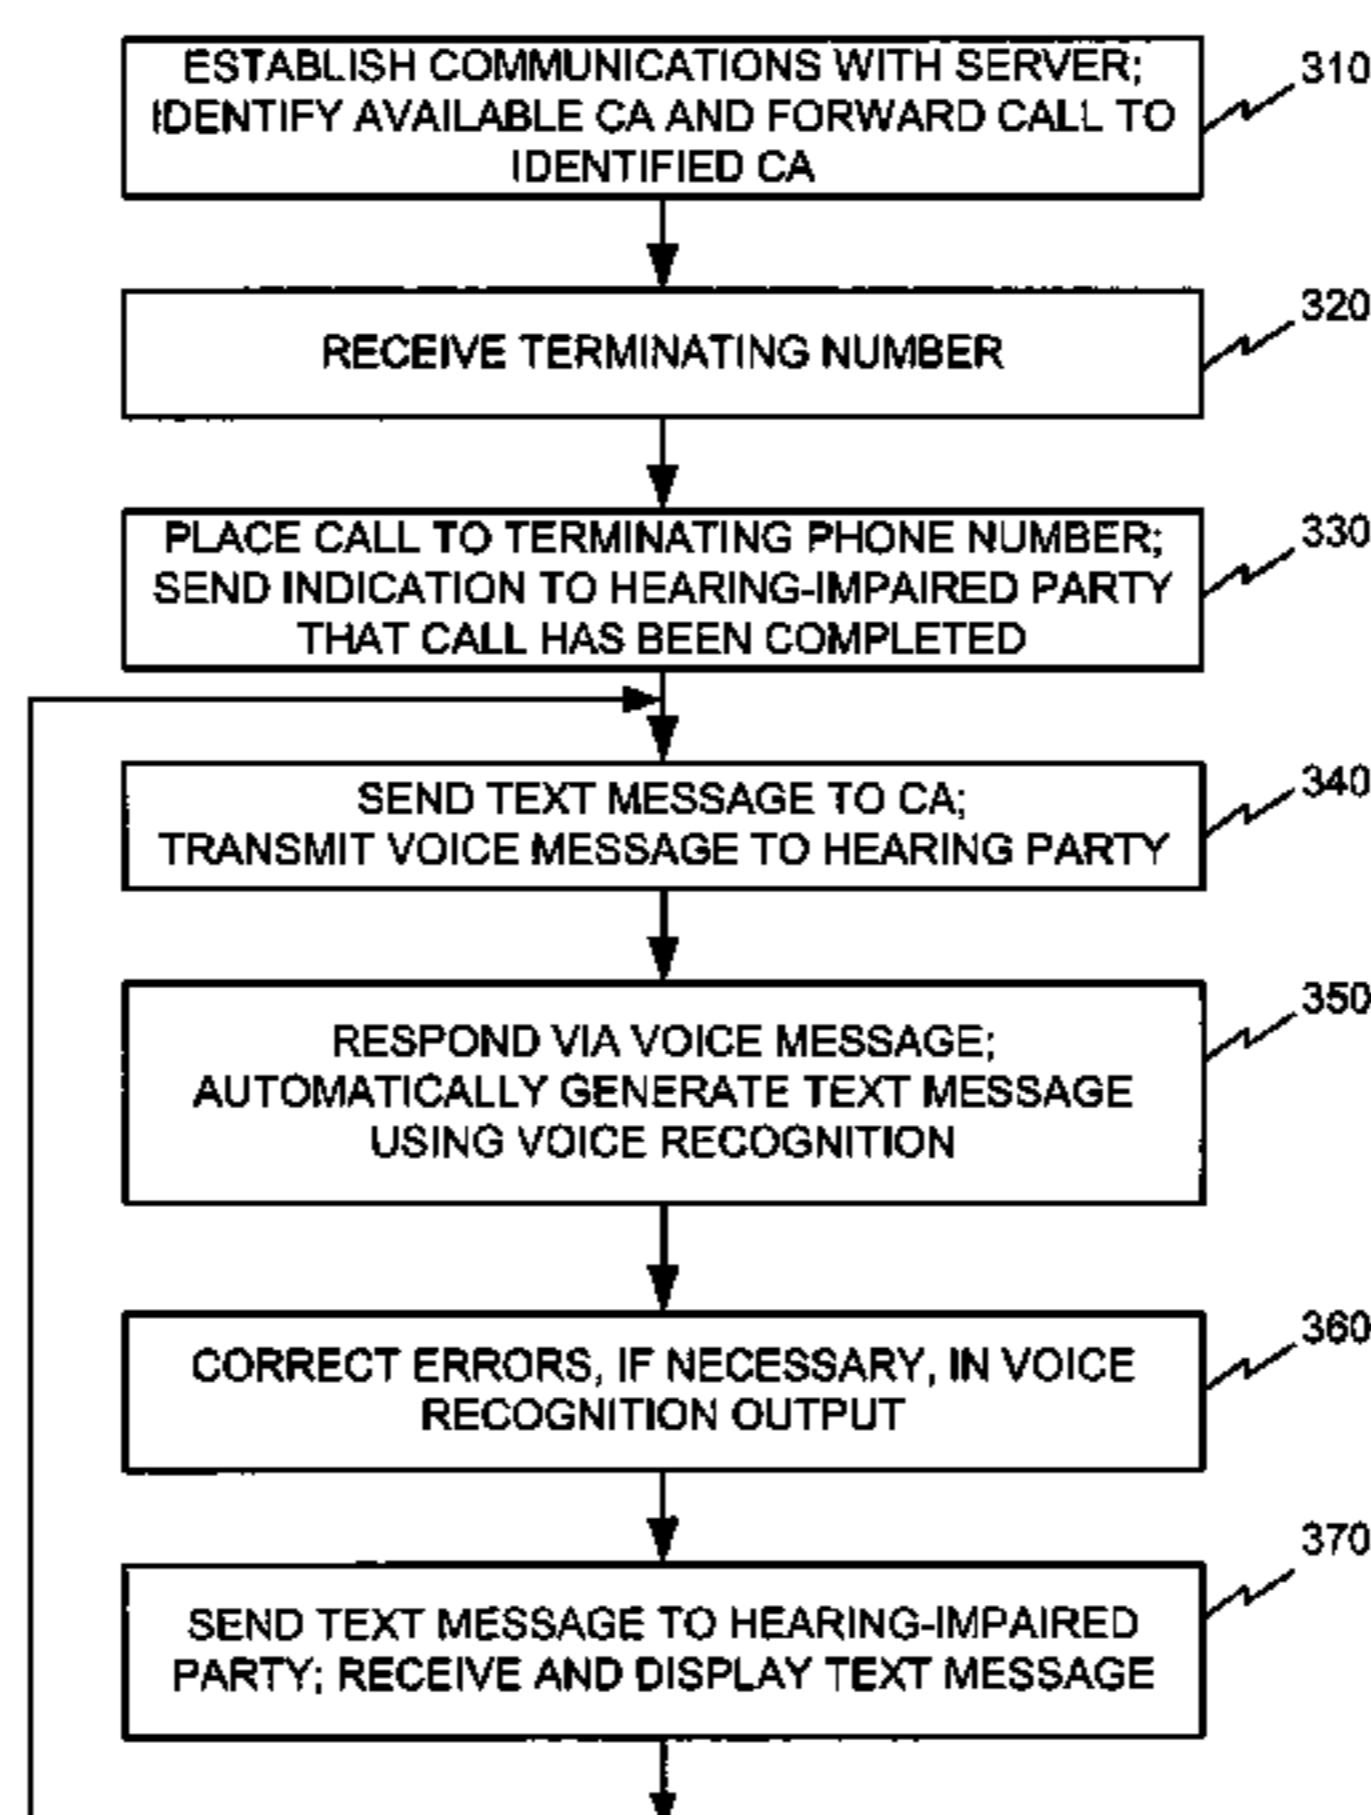 ESTABLISH COMMUNICATIONS WITH SERVER;
IDENTIFY AVAILABLE CA AND FORWARD CALL TO
IDENTIFIED CA
310
RECEIVE TERMINATING NUMBER
320
PLACE CALL TO TERMINATING PHONE NUMBER;
SEND INDICATION TO HEARING-IMPAIRED PARTY
THAT CALL HAS BEEN COMPLETED
330
SEND TEXT MESSAGE TO CA;
TRANSMIT VOICE MESSAGE TO HEARING PARTY
340
RESPOND VIA VOICE MESSAGE;
AUTOMATICALLY GENERATE TEXT MESSAGE
USING VOICE RECOGNITION
350
CORRECT ERRORS, IF NECESSARY, IN VOICE
RECOGNITION OUTPUT
360
SEND TEXT MESSAGE TO HEARING-IMPAIRED
PARTY; RECEIVE AND DISPLAY TEXT MESSAGE
370